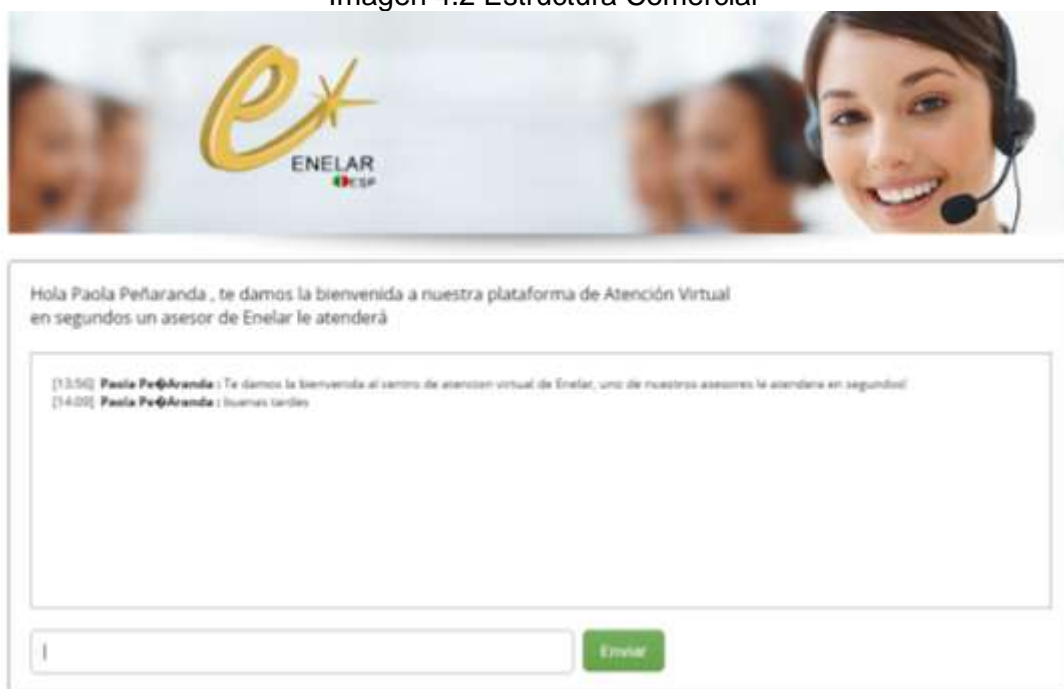 Imagen 4.2 Estructura Comercial
e
ENELAR
ESP
Hola Paola Peñaranda , te damos la bienvenida a nuestra plataforma de Atención Virtual
en segundos un asesor de Enelar le atenderá
[13:56] Paola Pe�Aranda : Te damos la bienvenida al centro de atencion virtual de Enelar, uno de nuestros asesores le atendera en segundos!
[14:09] Paola Pe�Aranda : buenas tardes
Enviar